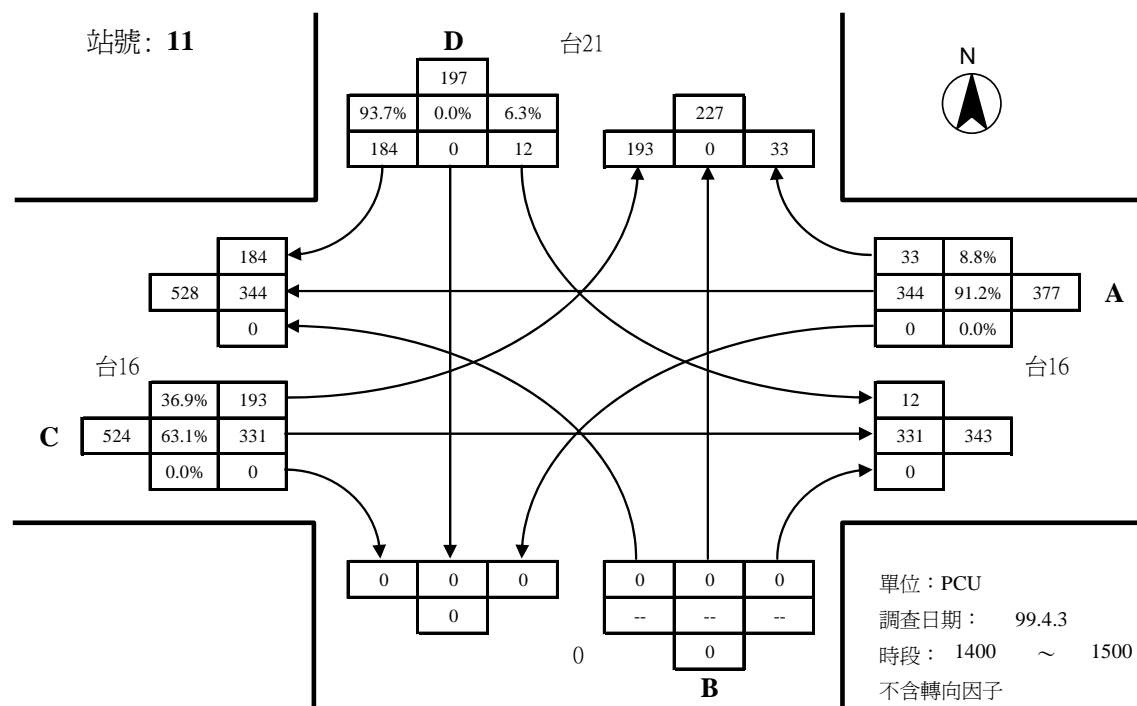 站號: 11
D
台21
N
197
93.7% 0.0% 6.3%
184 0 12
227
193 0 33
184
528 344
0
33 8.8%
344 91.2% 377
0 0.0%
A
台16
台16
36.9% 193
C 524 63.1% 331
0.0% 0
12
331 343
0
0 0 0
0
0 0 0
-- -- --
0
0
B
單位：PCU
調查日期： 99.4.3
時段： 1400 ～ 1500
不含轉向因子